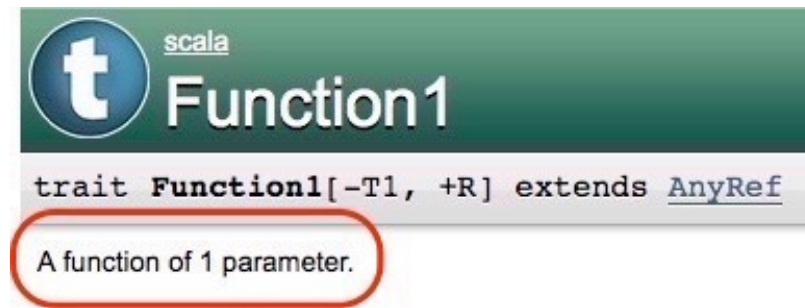 t
scala
Function1
trait Function1[-T1, +R] extends AnyRef
A function of 1 parameter.